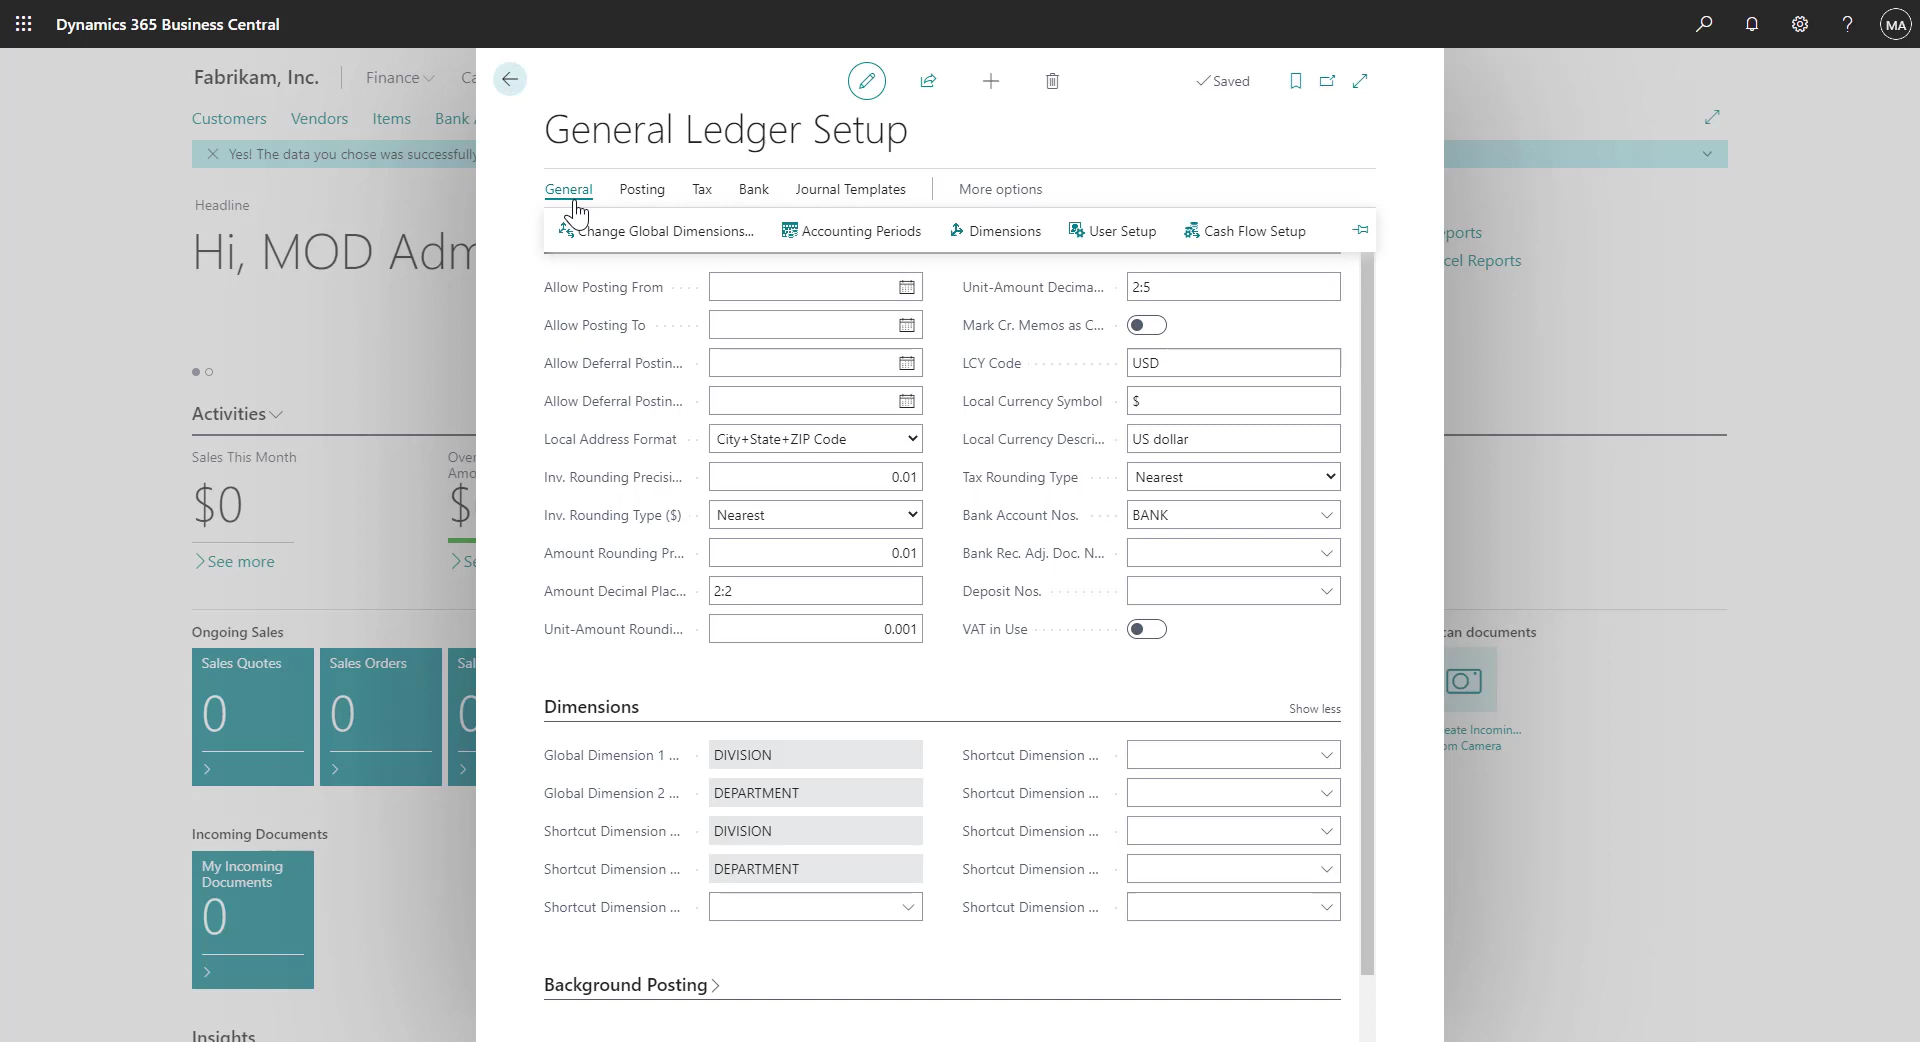 Dynamics 365 Business Central
MA
Fabrikam, Inc.
Finance
Ca
Customers Vendors Items Bank
Yes! The data you chose was successfully
Headline
Hi, MOD Adm
Activities
Sales This Month
$0
See more
Over
Amo
$
Se
Ongoing Sales
Sales Quotes
0
Sales Orders
0
Sal
0
Incoming Documents
My Incoming
Documents
0
Insights
Saved
General Ledger Setup
General Posting Tax Bank Journal Templates More options
Change Global Dimensions... Accounting Periods Dimensions User Setup Cash Flow Setup
Allow Posting From
Allow Posting To
Allow Deferral Postin...
Allow Deferral Postin...
Local Address Format City+State+ZIP Code
Inv. Rounding Precisi... 0.01
Inv. Rounding Type ($) Nearest
Amount Rounding Pr... 0.01
Amount Decimal Plac... 2:2
Unit-Amount Roundi... 0.001
Unit-Amount Decima... 2:5
Mark Cr. Memos as C...
LCY Code USD
Local Currency Symbol $
Local Currency Descri... US dollar
Tax Rounding Type Nearest
Bank Account Nos. BANK
Bank Rec. Adj. Doc. N...
Deposit Nos.
VAT in Use
Dimensions Show less
Global Dimension 1 ... DIVISION
Global Dimension 2 ... DEPARTMENT
Shortcut Dimension ... DIVISION
Shortcut Dimension ... DEPARTMENT
Shortcut Dimension ...
Shortcut Dimension ...
Shortcut Dimension ...
Shortcut Dimension ...
Shortcut Dimension ...
Shortcut Dimension ...
Background Posting
ports
cel Reports
can documents
eate Incomin...
om Camera